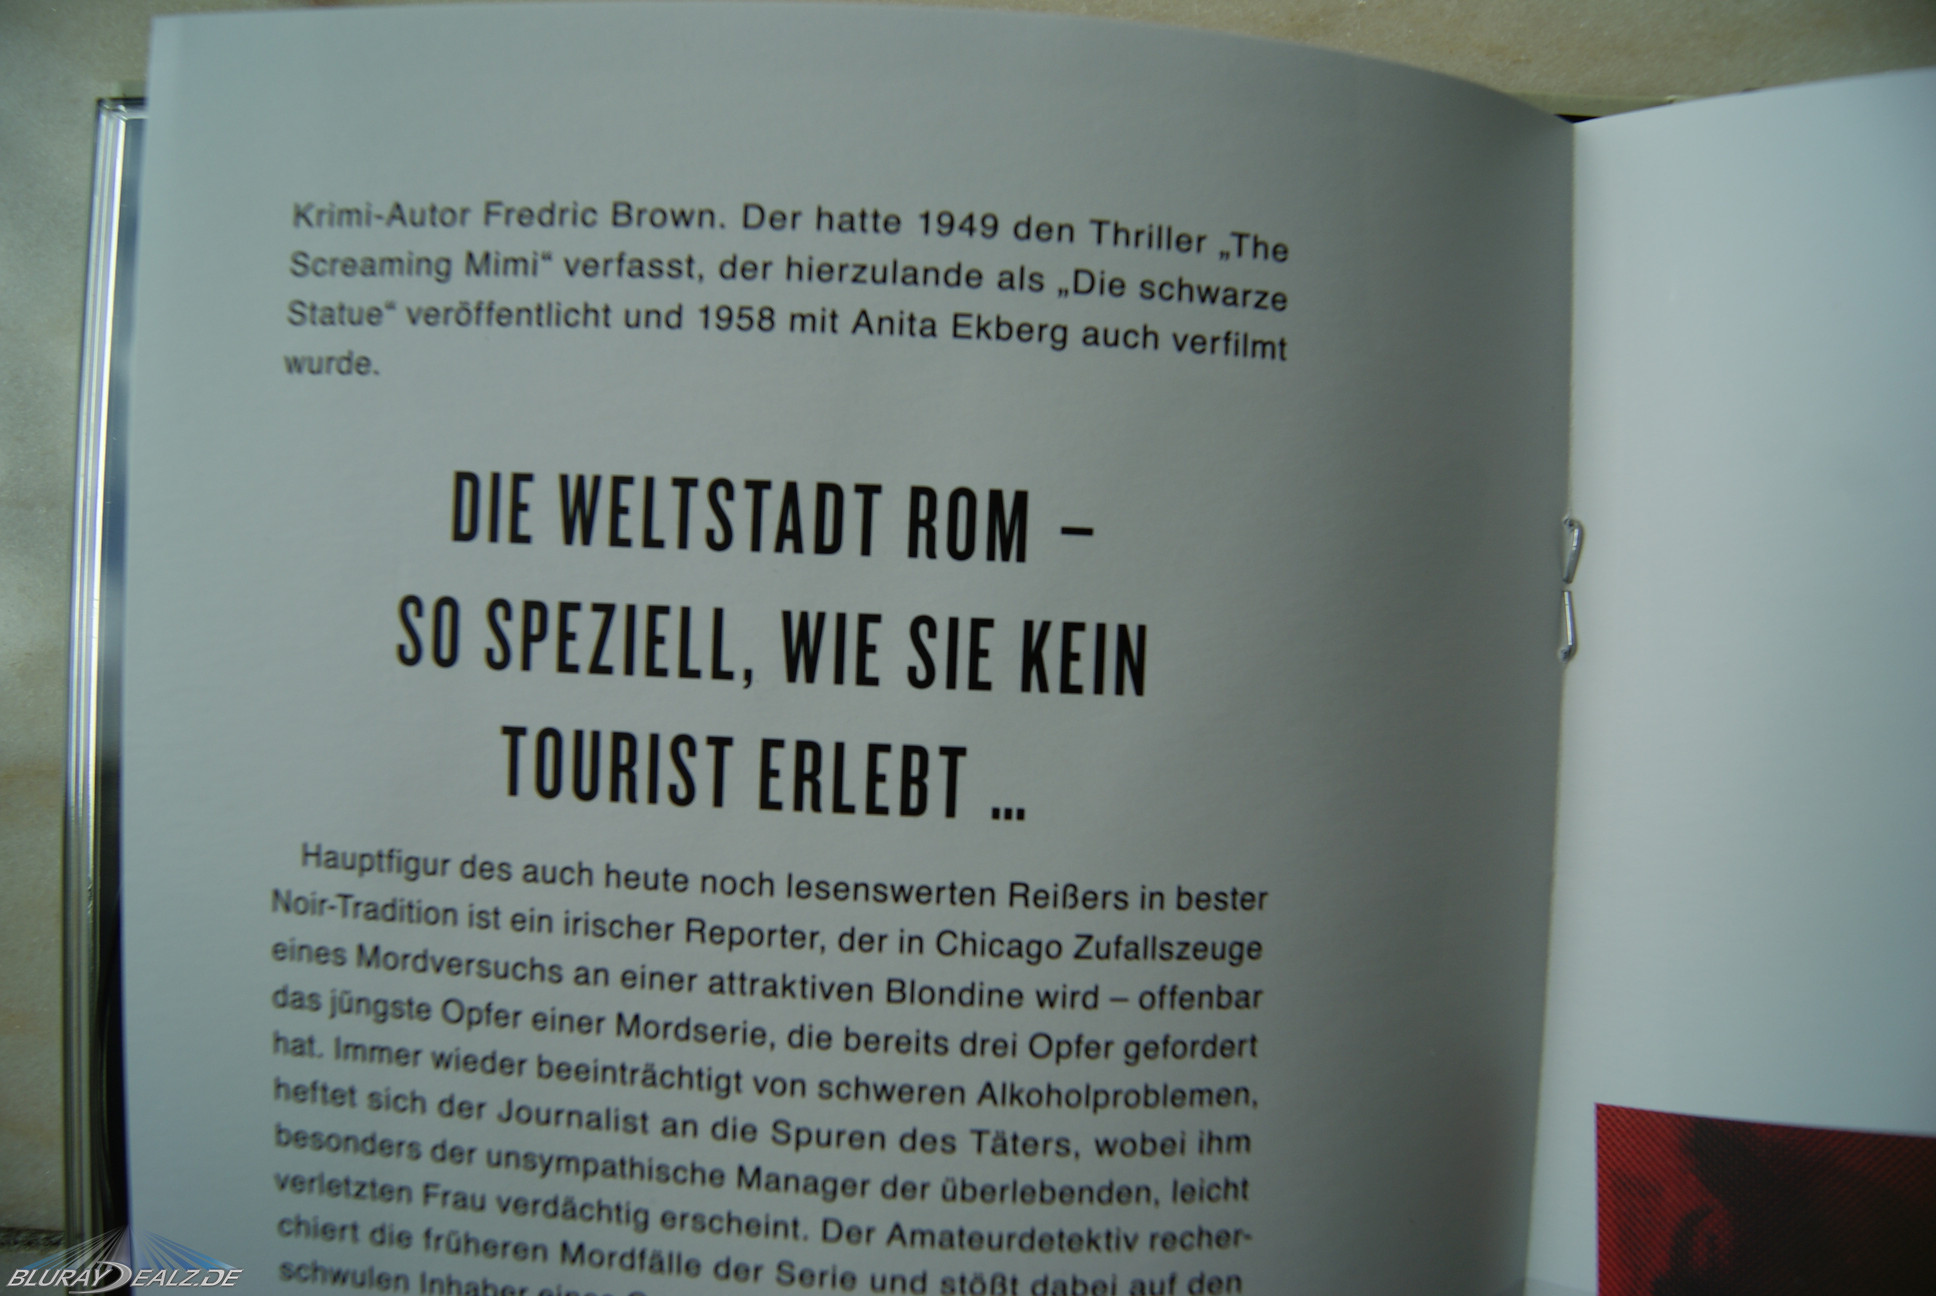 Krimi-Autor Fredric Brown. Der hatte 1949 den Thriller „The
Screaming Mimi“ verfasst, der hierzulande als „Die schwarze
Statue“ veröffentlicht und 1958 mit Anita Ekberg auch verfilmt
wurde.
DIE WELTSTADT ROM –
SO SPEZIELL, WIE SIE KEIN
TOURIST ERLEBT ...
Hauptfigur des auch heute noch lesenswerten Reißers in bester
Noir-Tradition ist ein irischer Reporter, der in Chicago Zufallszeuge
eines Mordversuchs an einer attraktiven Blondine wird – offenbar
das jüngste Opfer einer Mordserie, die bereits drei Opfer gefordert
hat. Immer wieder beeinträchtigt von schweren Alkoholproblemen,
heftet sich der Journalist an die Spuren des Täters, wobei ihm
besonders der unsympathische Manager der überlebenden, leicht
verletzten Frau verdächtig erscheint. Der Amateurdetektiv recher-
chiert die früheren Mordfälle der Serie und stößt dabei auf den
schwulen Inhaber eines
BLURAYDEALZ.DE